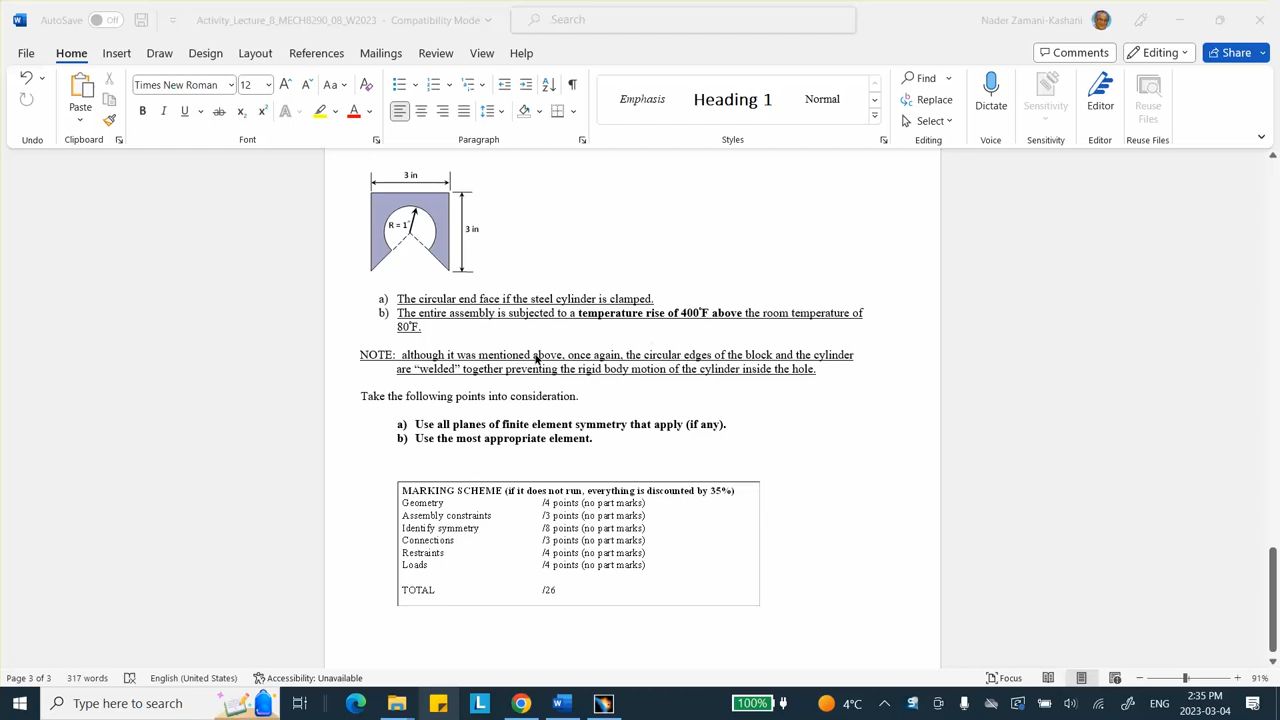 AutoSave Off Activity_Lecture_8_MECH8290_08_W2023 - Compatibility Mode Search Nader Zamani-Kashani
File Home Insert Draw Design Layout References Mailings Review View Help Comments Editing Share
Times New Roman 12
Paste
Undo Clipboard Font Paragraph
Emphasis Heading 1 Normal
Styles
Find
Replace
Select
Editing
Dictate
Voice
Sensitivity
Sensitivity
Editor
Editor
Reuse Files
Reuse Files
3 in
R = 1"
3 in
a) The circular end face if the steel cylinder is clamped.
b) The entire assembly is subjected to a temperature rise of 400°F above the room temperature of
80°F.
NOTE: although it was mentioned above, once again, the circular edges of the block and the cylinder
are “welded” together preventing the rigid body motion of the cylinder inside the hole.
Take the following points into consideration.
a) Use all planes of finite element symmetry that apply (if any).
b) Use the most appropriate element.
MARKING SCHEME (if it does not run, everything is discounted by 35%)
Geometry /4 points (no part marks)
Assembly constraints /3 points (no part marks)
Identify symmetry /8 points (no part marks)
Connections /3 points (no part marks)
Restraints /4 points (no part marks)
Loads /4 points (no part marks)
TOTAL /26
Page 3 of 3 317 words English (United States) Accessibility: Unavailable Focus 91%
Type here to search 100% 4°C ENG 2:35 PM
2023-03-04